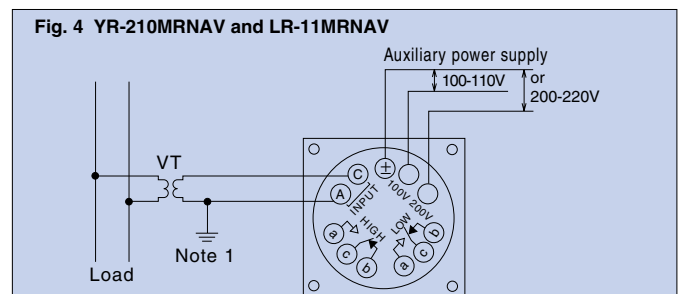 Fig. 4 YR-210MRNAV and LR-11MRNAV
Auxiliary power supply
100-110V
or
200-220V
VT
C
±
A
INPUT
100V 200V
HIGH
LOW
a
c
b
a
c
b
Note 1
Load